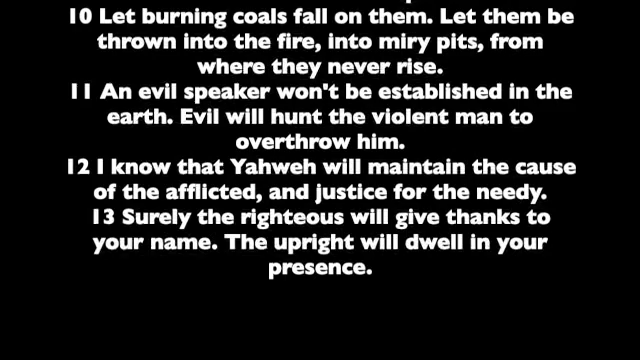 10 Let burning coals fall on them. Let them be
thrown into the fire, into miry pits, from
where they never rise.
11 An evil speaker won't be established in the
earth. Evil will hunt the violent man to
overthrow him.
12 I know that Yahweh will maintain the cause
of the afflicted, and justice for the needy.
13 Surely the righteous will give thanks to
your name. The upright will dwell in your
presence.